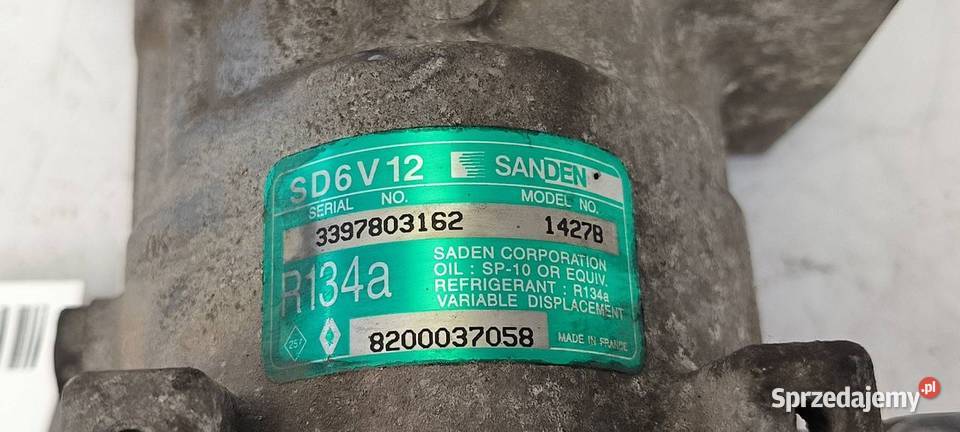 SD6V12 SANDEN
SERIAL NO. MODEL NO.
3397803162 1427B
R134a
SADEN CORPORATION
OIL : SP-10 OR EQUIV.
REFRIGERANT : R134a
VARIABLE DISPLACEMENT
8200037058
MADE IN FRANCE
Sprzedajemy.pl